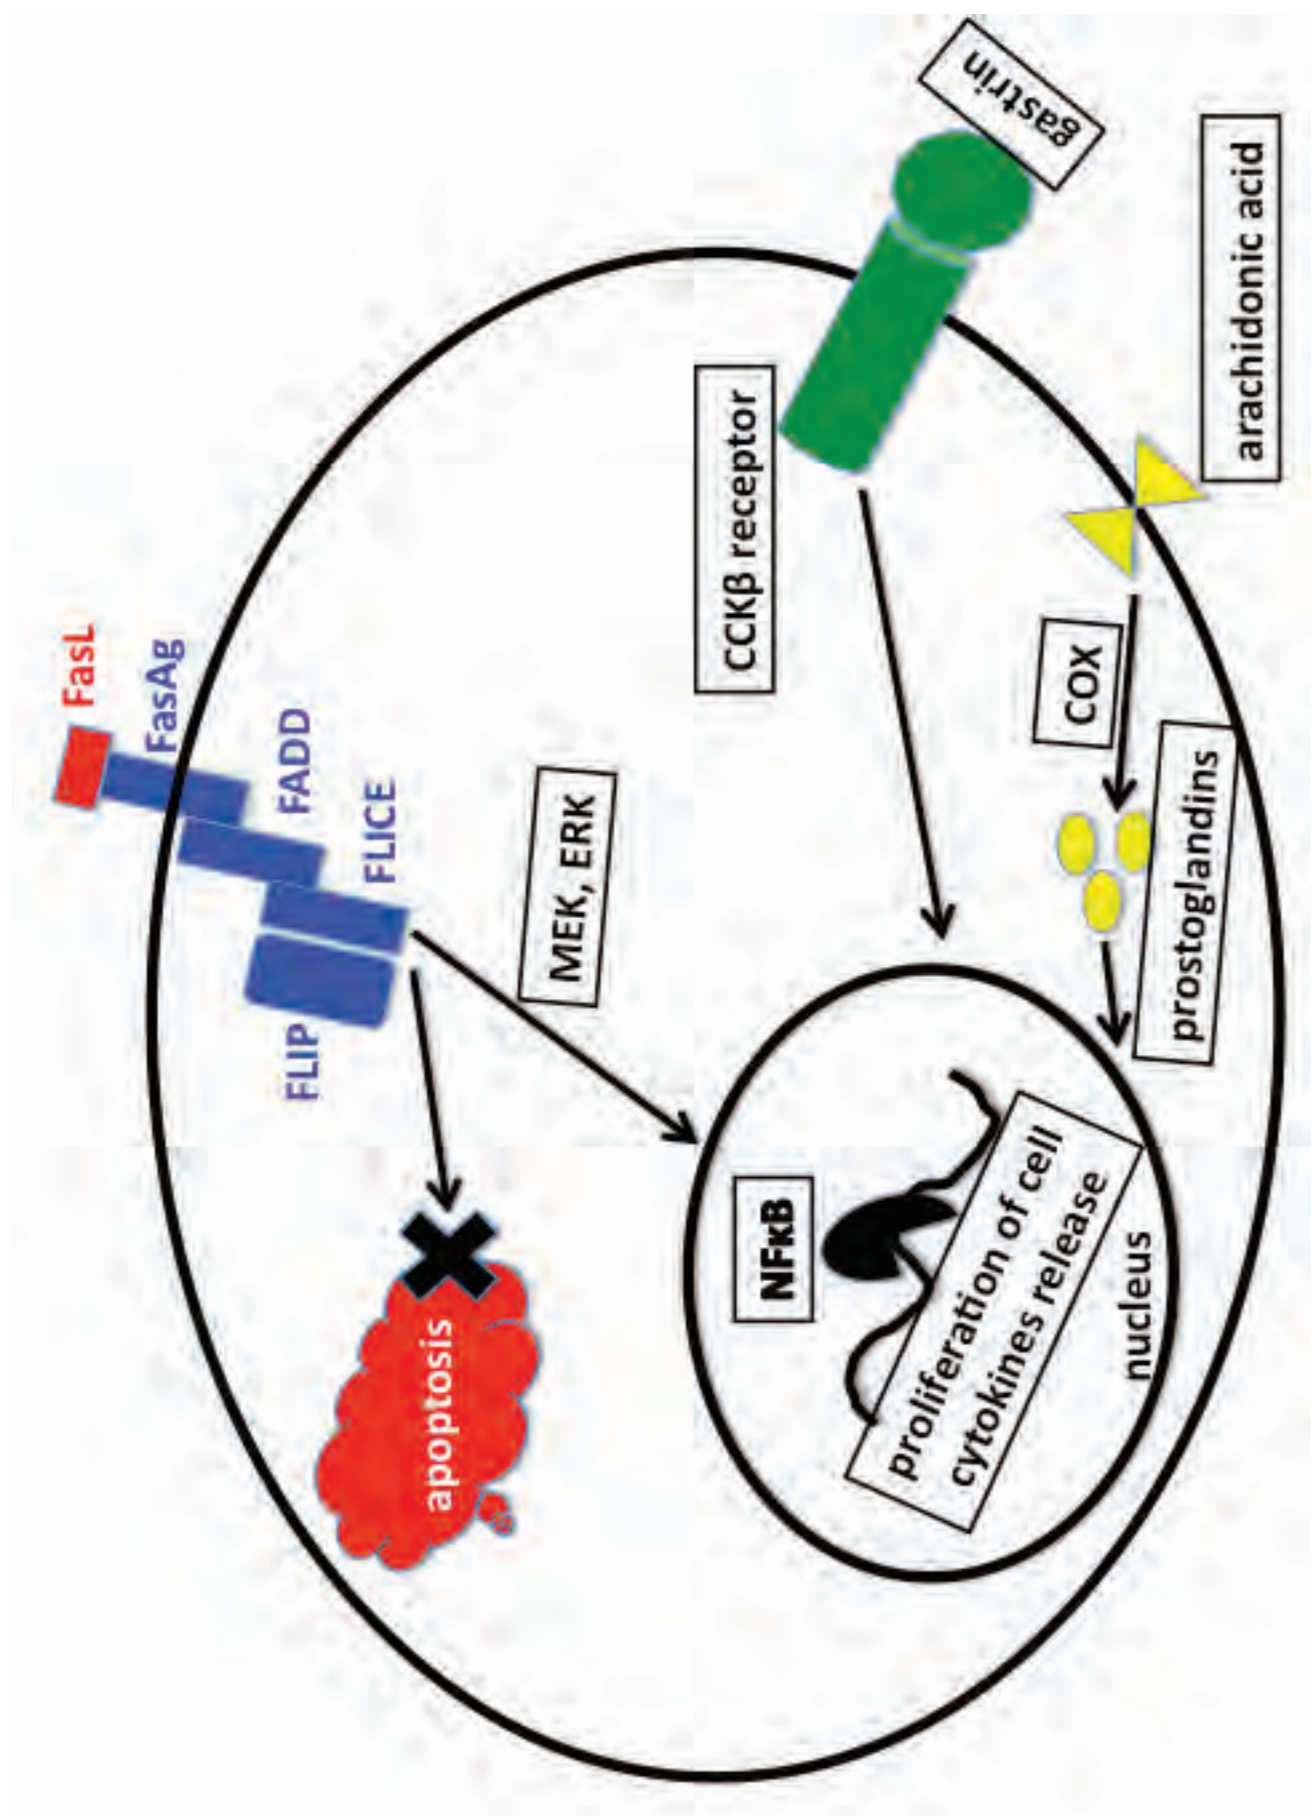 FasL
FasAg
FADD
FLICE
FLIP
MEK, ERK
apoptosis
gastrin
CCKβ receptor
arachidonic acid
COX
prostoglandins
NFκB
proliferation of cell
cytokines release
nucleus